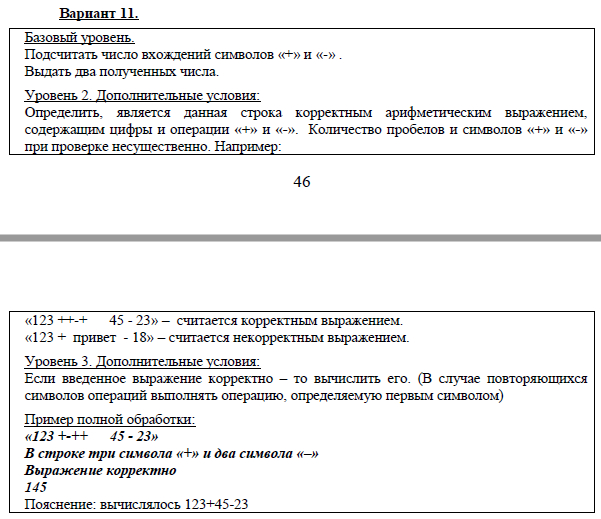 Вариант 11.
Базовый уровень.
Подсчитать число вхождений символов «+» и «-» .
Выдать два полученных числа.
Уровень 2. Дополнительные условия:
Определить, является данная строка корректным арифметическим выражением,
содержащим цифры и операции «+» и «-». Количество пробелов и символов «+» и «-»
при проверке несущественно. Например:
46
«123 ++-+ 45 - 23» – считается корректным выражением.
«123 + привет - 18» – считается некорректным выражением.
Уровень 3. Дополнительные условия:
Если введенное выражение корректно – то вычислить его. (В случае повторяющихся
символов операций выполнять операцию, определяемую первым символом)
Пример полной обработки:
«123 +-++ 45 - 23»
В строке три символа «+» и два символа «–»
Выражение корректно
145
Пояснение: вычислялось 123+45-23